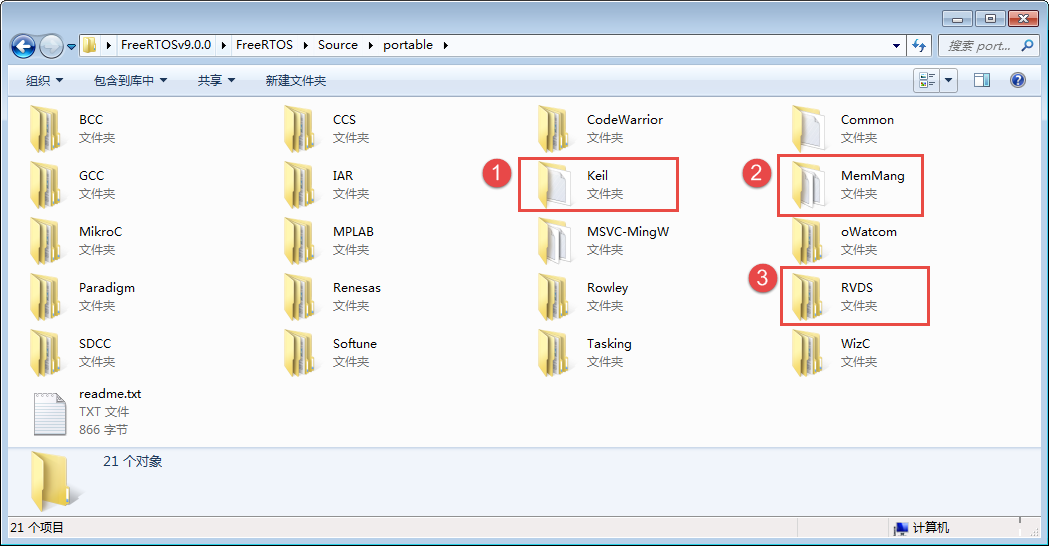 FreeRTOSv9.0.0 FreeRTOS Source portable
搜索 port...
组织 包含到库中 共享 新建文件夹
BCC
文件夹
CCS
文件夹
CodeWarrior
文件夹
Common
文件夹
GCC
文件夹
IAR
文件夹
1
Keil
文件夹
2
MemMang
文件夹
MikroC
文件夹
MPLAB
文件夹
MSVC-MingW
文件夹
oWatcom
文件夹
Paradigm
文件夹
Renesas
文件夹
Rowley
文件夹
3
RVDS
文件夹
SDCC
文件夹
Softune
文件夹
Tasking
文件夹
WizC
文件夹
readme.txt
TXT 文件
866 字节
21 个对象
21 个项目
计算机